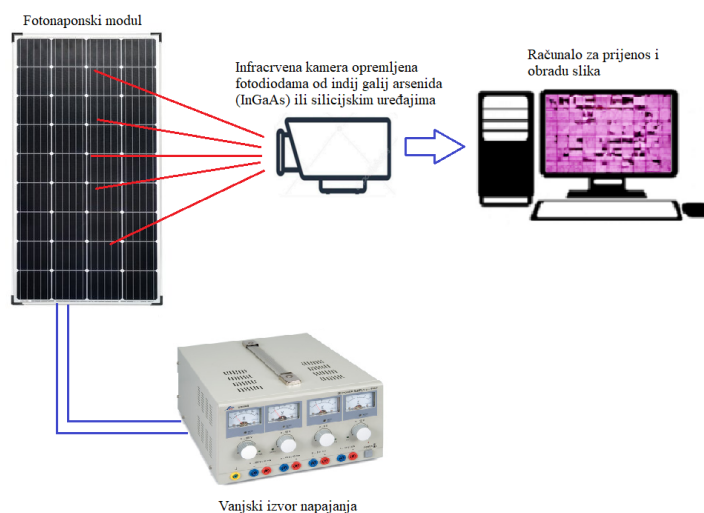 Fotonaponski modul
Infracrvena kamera opremljena
fotodiodama od indij galij arsenida
(InGaAs) ili silicijskim uređajima
Računalo za prijenos i
obradu slika
Vanjski izvor napajanja